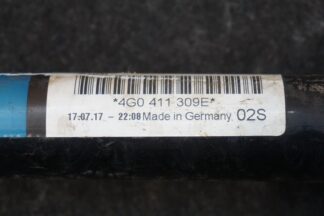 *4G0 411 309E*
17.07.17 - 22:08 Made in Germany 02S